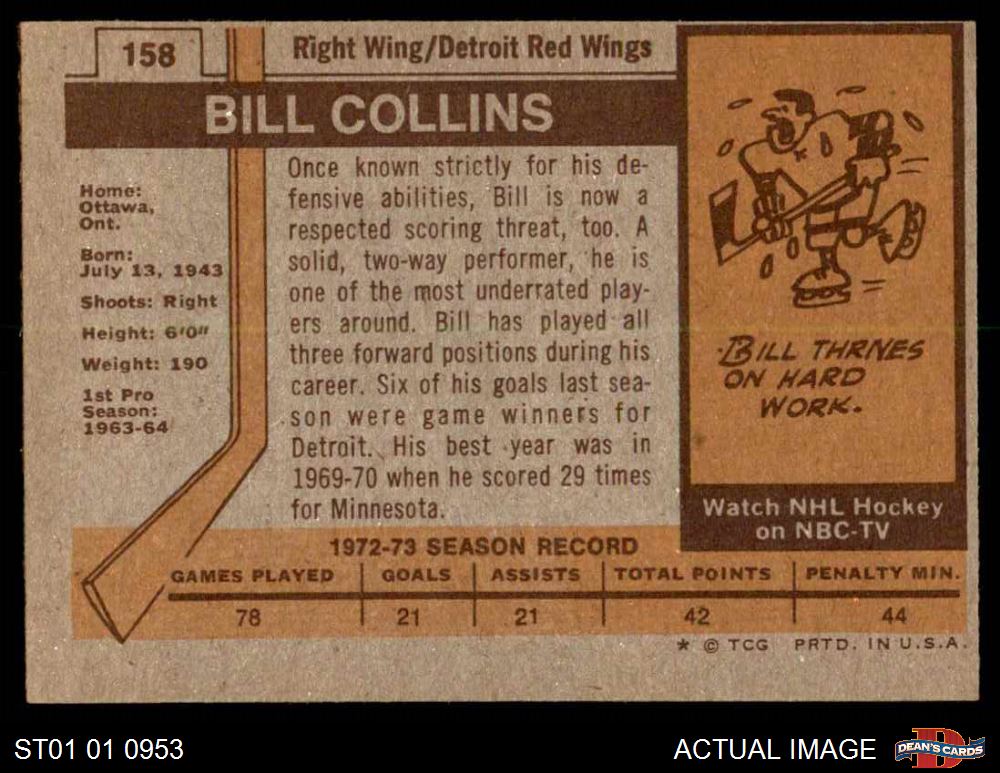 158
Right Wing/Detroit Red Wings
BILL COLLINS
Home:
Ottawa,
Ont.
Born:
July 13, 1943
Shoots: Right
Height: 6'0"
Weight: 190
1st Pro
Season:
1963-64
Once known strictly for his de-
fensive abilities, Bill is now a
respected scoring threat, too. A
solid, two-way performer, he is
one of the most underrated play-
ers around. Bill has played all
three forward positions during his
career. Six of his goals last sea-
son were game winners for
Detroit. His best year was in
1969-70 when he scored 29 times
for Minnesota.
BILL THRIVES
ON HARD
WORK.
Watch NHL Hockey
on NBC-TV
1972-73 SEASON RECORD
GAMES PLAYED GOALS ASSISTS TOTAL POINTS PENALTY MIN.
78 21 21 42 44
* © TCG PRTD. IN U.S.A.
ST01 01 0953
ACTUAL IMAGE
D
DEAN'S CARDS